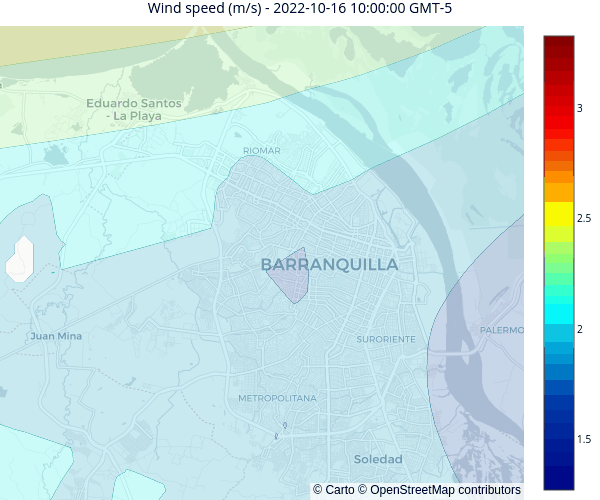 Wind speed (m/s) - 2022-10-16 10:00:00 GMT-5
Eduardo Santos
- La Playa
RIOMAR
BARRANQUILLA
Juan Mina
SURORIENTE
PALERMO
METROPOLITANA
Soledad
© Carto © OpenStreetMap contributors
3
2.5
2
1.5